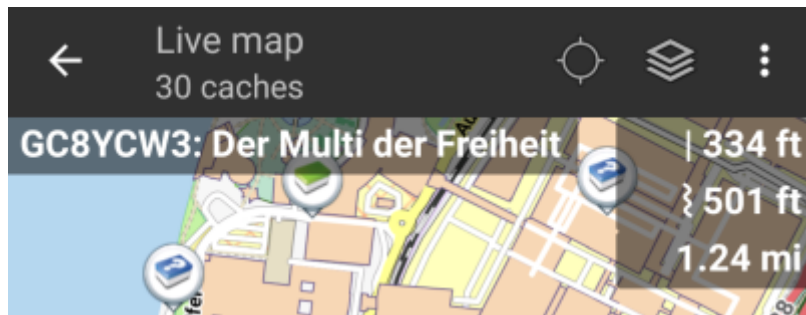 Live map
30 caches
GC8YCW3: Der Multi der Freiheit
| 334 ft
⌇ 501 ft
1.24 mi